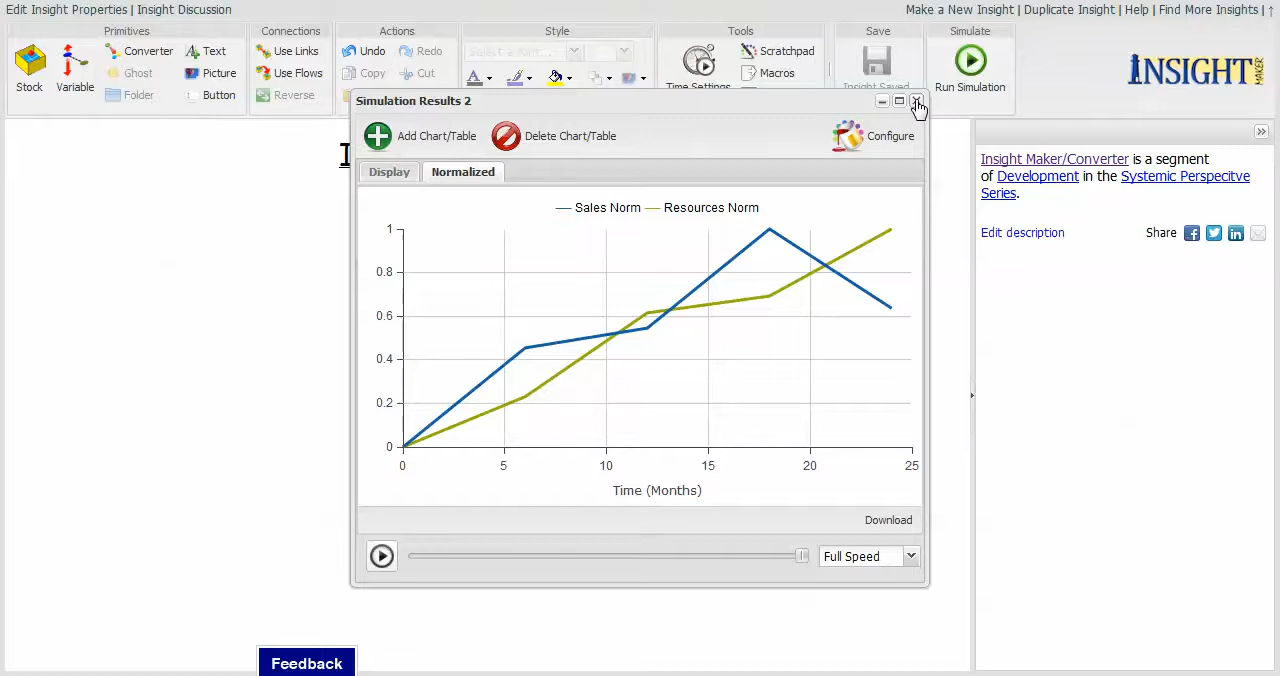 Edit Insight Properties | Insight Discussion
Make a New Insight | Duplicate Insight | Help | Find More Insights | ↑
Primitives
Connections
Actions
Style
Tools
Save
Simulate
Stock
Variable
Converter
Ghost
Folder
Text
Picture
Button
Use Links
Use Flows
Reverse
Undo
Redo
Copy
Cut
Time Settings
Scratchpad
Macros
Insight Saved
Run Simulation
INSIGHT
MAKER
Simulation Results 2
Add Chart/Table
Delete Chart/Table
Configure
Display
Normalized
Sales Norm
Resources Norm
1
0.8
0.6
0.4
0.2
0
0 5 10 15 20 25
Time (Months)
Download
Full Speed
Insight Maker/Converter is a segment
of Development in the Systemic Perspecitve
Series.
Edit description
Share
Feedback